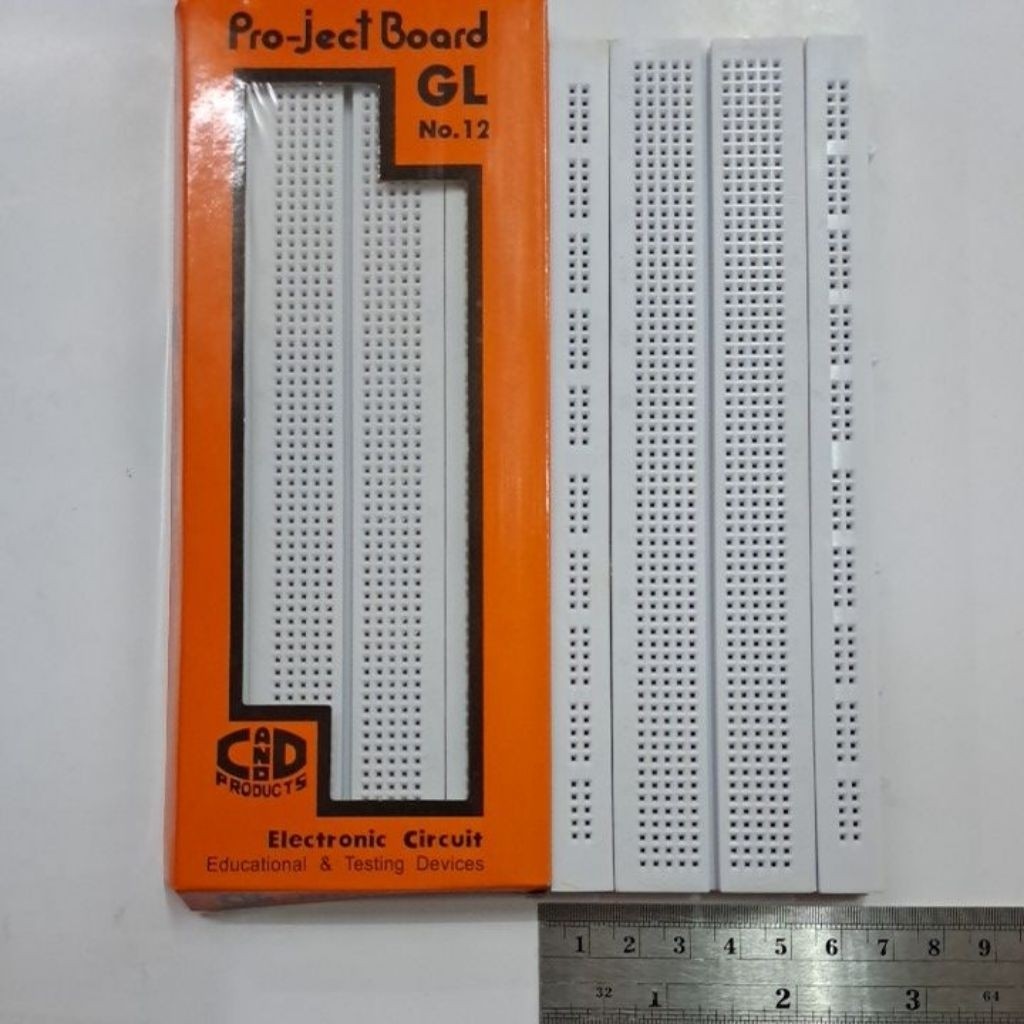 Pro-ject Board
GL
No.12
C AND D
PRODUCTS
Electronic Circuit
Educational & Testing Devices
1 2 3 4 5 6 7 8 9
32 1 2 3 64